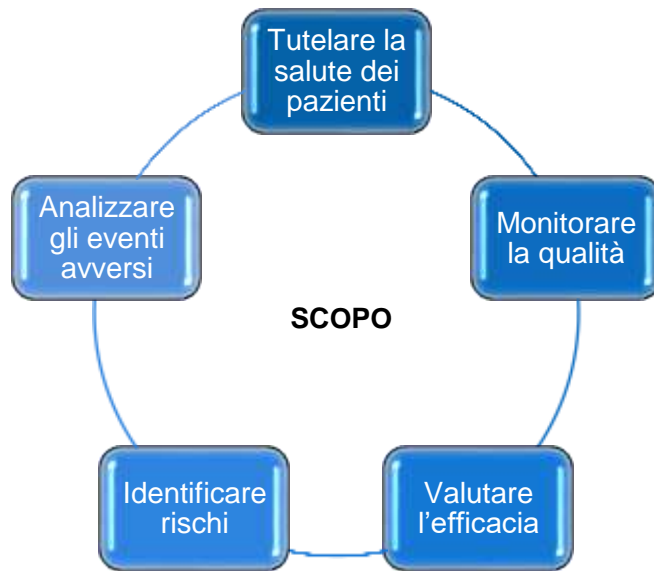 Tutelare la
salute dei
pazienti
Analizzare
gli eventi
avversi
Monitorare
la qualità
SCOPO
Identificare
rischi
Valutare
l’efficacia